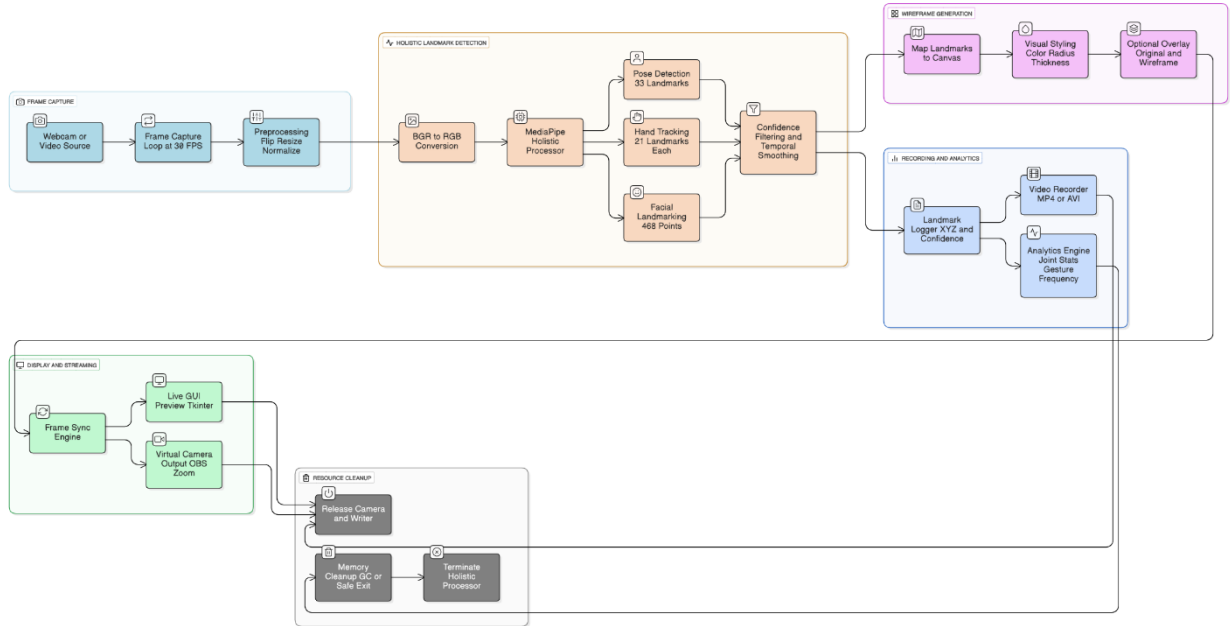 WIREFRAME GENERATION
Map Landmarks
to Canvas
Visual Styling
Color Radius
Thickness
Optional Overlay
Original and
Wireframe
HOLISTIC LANDMARK DETECTION
BGR to RGB
Conversion
MediaPipe
Holistic
Processor
Pose Detection
33 Landmarks
Hand Tracking
21 Landmarks
Each
Facial
Landmarking
468 Points
Confidence
Filtering and
Temporal
Smoothing
FRAME CAPTURE
Webcam or
Video Source
Frame Capture
Loop at 30 FPS
Preprocessing
Flip Resize
Normalize
RECORDING AND ANALYTICS
Landmark
Logger XYZ and
Confidence
Video Recorder
MP4 or AVI
Analytics Engine
Joint Stats
Gesture
Frequency
DISPLAY AND STREAMING
Frame Sync
Engine
Live GUI
Preview Tkinter
Virtual Camera
Output OBS
Zoom
RESOURCE CLEANUP
Release Camera
and Writer
Memory
Cleanup GC or
Safe Exit
Terminate
Holistic
Processor